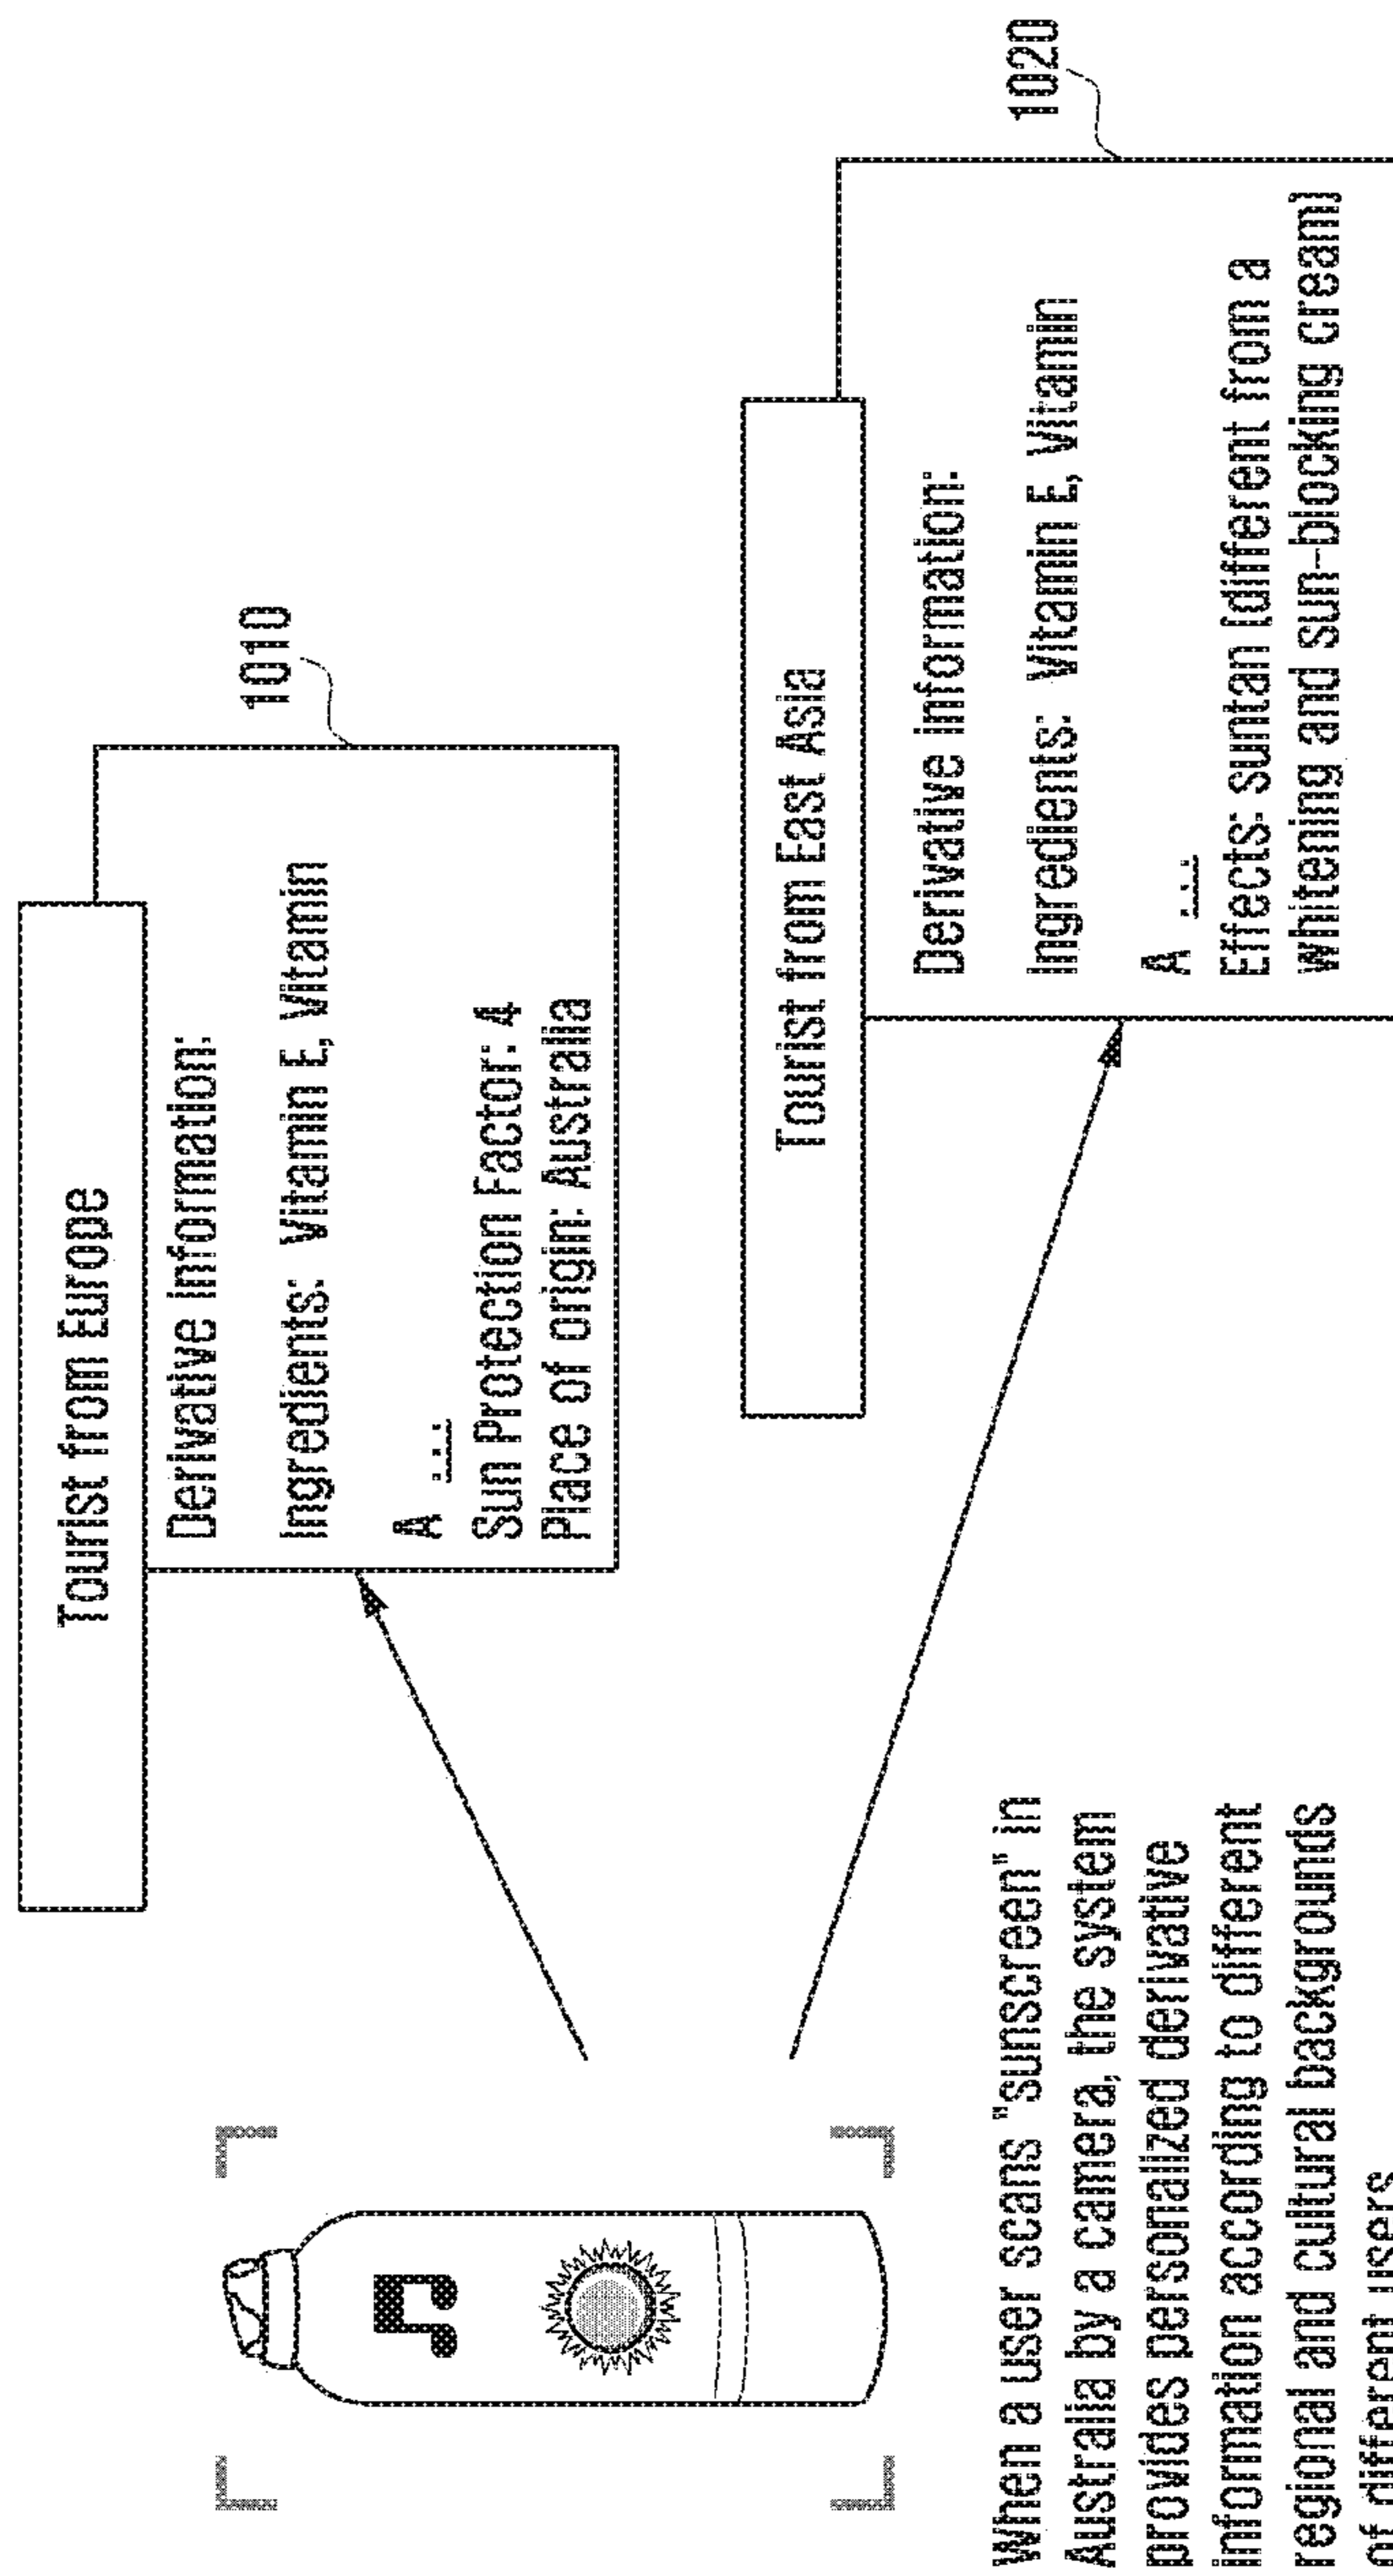 Tourist from Europe
Derivative information:
Ingredients: Vitamin E, Vitamin
A ...
Sun Protection Factor: 4
Place of origin: Australia
1010
Tourist from East Asia
Derivative information:
Ingredients: Vitamin E, Vitamin
A ...
Effects: suntan (different from a
whitening and sun-blocking cream)
1020
When a user scans "sunscreen" in
Australia by a camera, the system
provides personalized derivative
information according to different
regional and cultural backgrounds
of different users